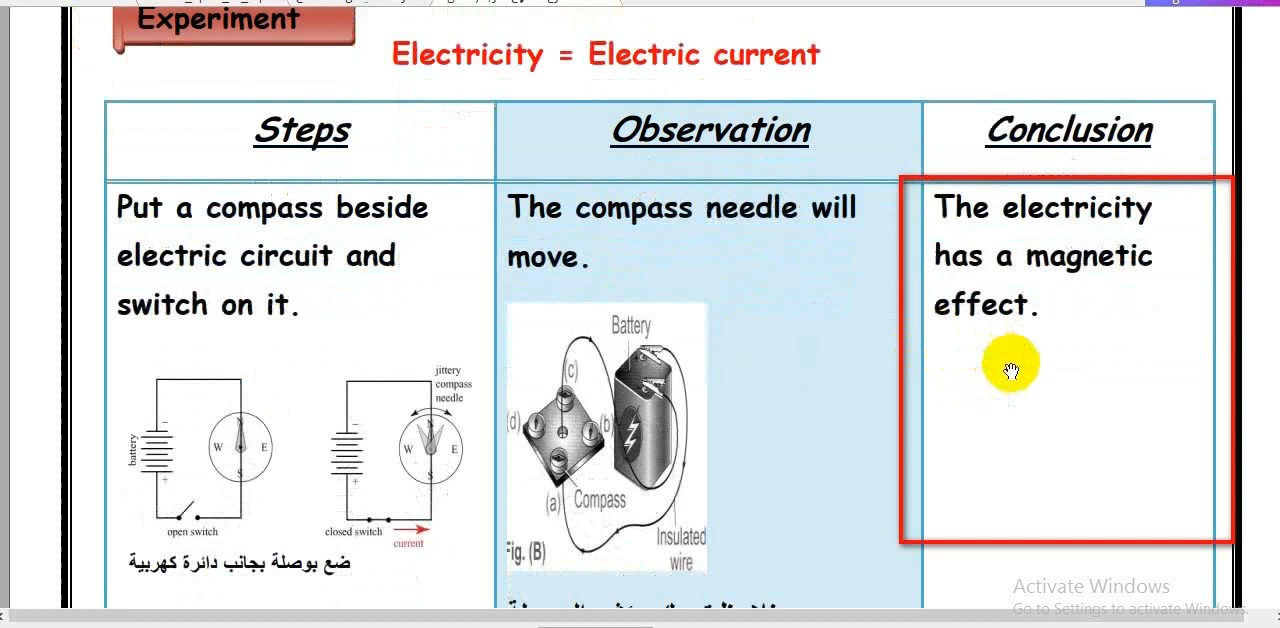 Experiment
Electricity = Electric current
Steps
Observation
Conclusion
Put a compass beside
electric circuit and
switch on it.
The compass needle will
move.
The electricity
has a magnetic
effect.
battery
-
+
N
W
E
S
open switch
-
+
jittery
compass
needle
N
W
E
S
closed switch
current
ضع بوصلة بجانب دائرة كهربية
Battery
(c)
(d)
(b)
(a)
Compass
Insulated
wire
Fig. (B)
Activate Windows
Go to Settings to activate Windows.